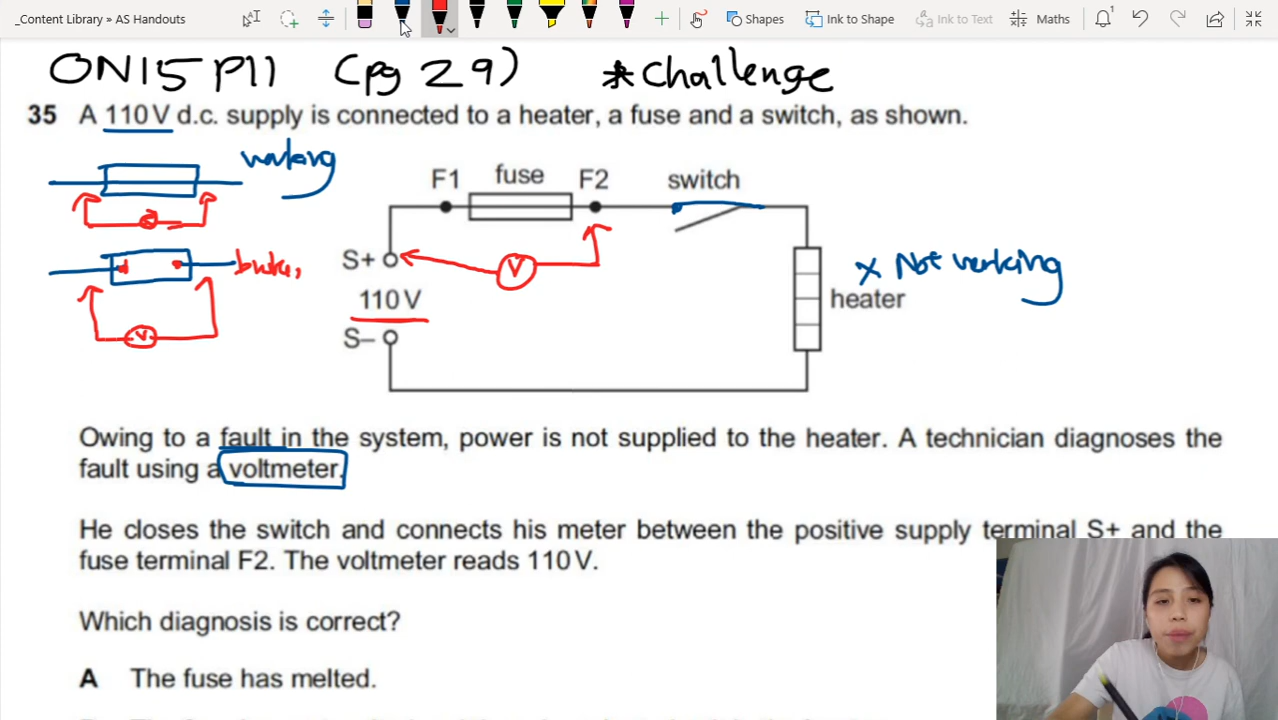 _Content Library » AS Handouts
Shapes
Ink to Shape
Ink to Text
Maths
ON15 P11 (pg 29) *Challenge
35 A 110 V d.c. supply is connected to a heater, a fuse and a switch, as shown.
working
F1 fuse F2 switch
S+
V
110 V
S–
heater
x Not working
V
Owing to a fault in the system, power is not supplied to the heater. A technician diagnoses the
fault using a voltmeter.
He closes the switch and connects his meter between the positive supply terminal S+ and the
fuse terminal F2. The voltmeter reads 110 V.
Which diagnosis is correct?
A The fuse has melted.